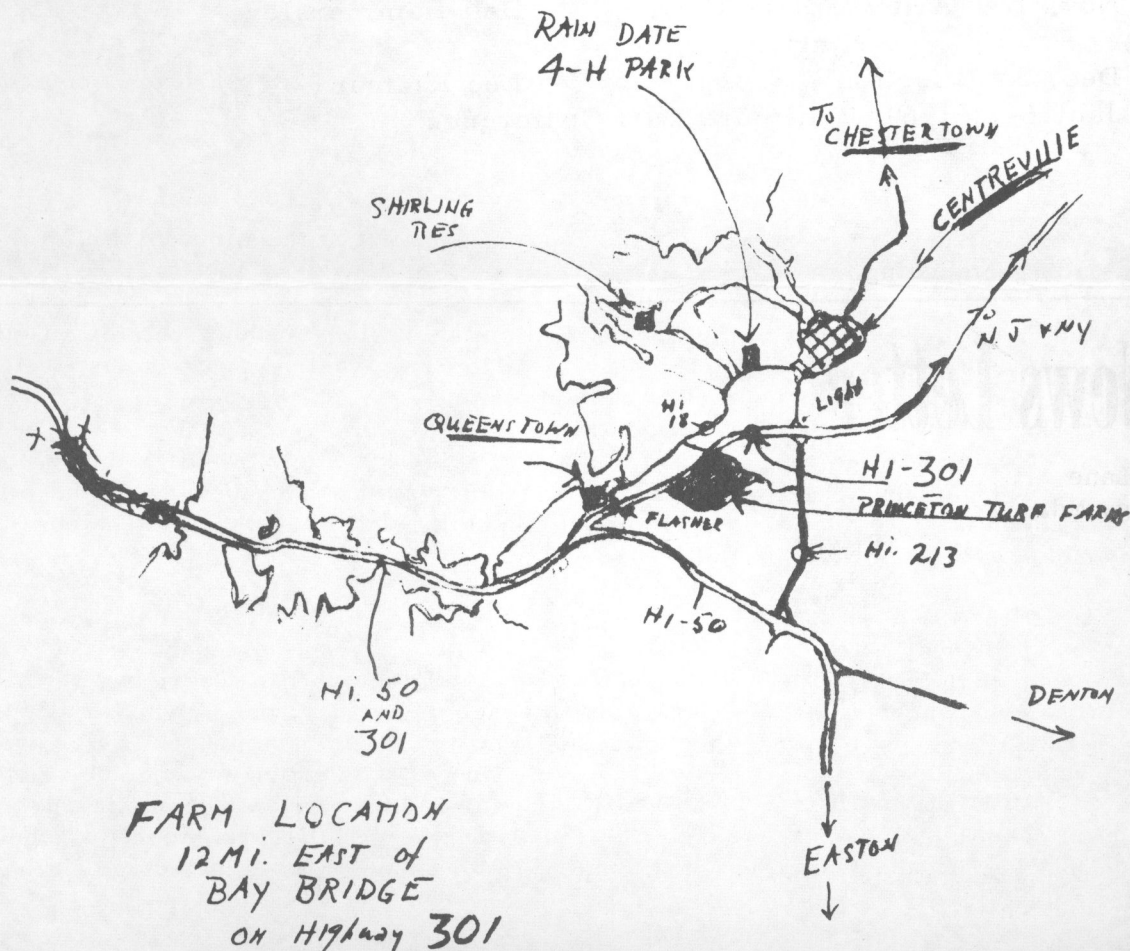 RAIN DATE
4-H PARK
To
CHESTERTOWN
CENTREVILLE
SHIRLING
RES
To
NJ & NY
Hi
18
LIGHT
QUEENSTOWN
HI-301
FLASHER
PRINCETON TURF FARMS
Hi. 213
HI-50
Hi. 50
AND
301
DENTON
FARM LOCATION
12 Mi. EAST of
BAY BRIDGE
ON HIghway 301
EASTON